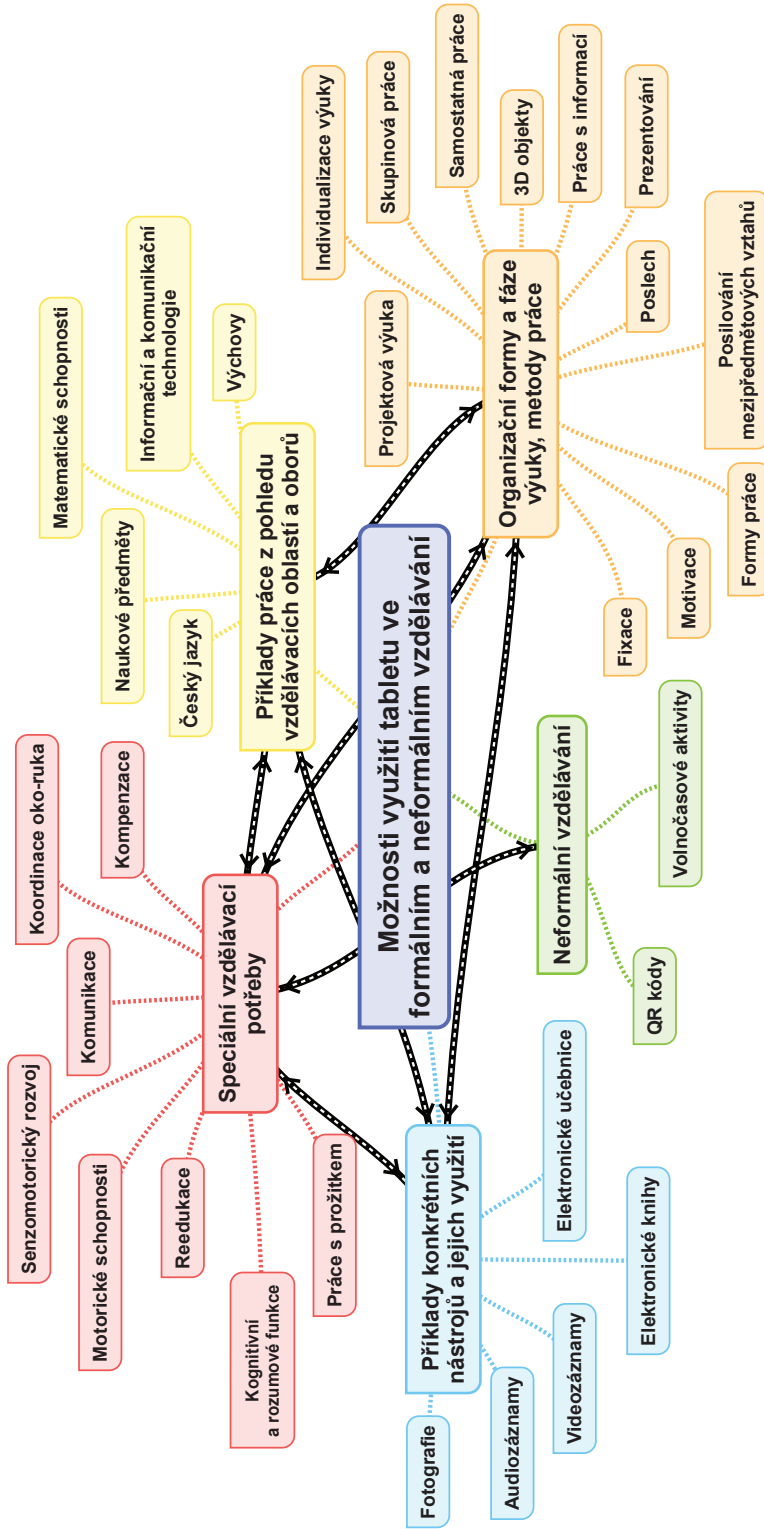 Senzomotorický rozvoj
Koordinace oko-ruka
Motorické schopnosti
Komunikace
Kompenzace
Reedukace
Kognitivní
a rozumové funkce
Práce s prožitkem
Speciální vzdělávací
potřeby
Matematické schopnosti
Naukové předměty
Informační a komunikační
technologie
Český jazyk
Výchovy
Příklady práce z pohledu
vzdělávacích oblastí a oborů
Možnosti využití tabletu ve
formálním a neformálním vzdělávání
Individualizace výuky
Projektová výuka
Skupinová práce
Samostatná práce
3D objekty
Práce s informací
Prezentování
Organizační formy a fáze
výuky, metody práce
Poslech
Posilování
mezipředmětových vztahů
Fixace
Motivace
Formy práce
Příklady konkrétních
nástrojů a jejich využití
Fotografie
Audiozáznamy
Videozáznamy
Elektronické učebnice
Elektronické knihy
Neformální vzdělávání
QR kódy
Volnočasové aktivity